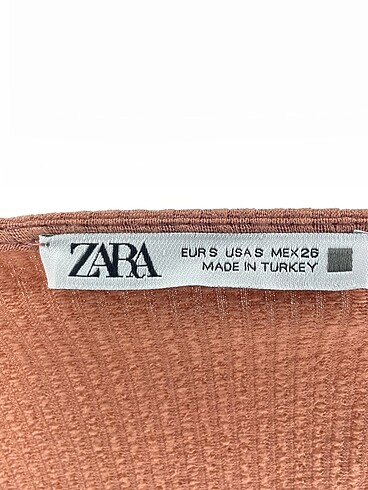 ZARA
EUR S USA S MEX 26
MADE IN TURKEY